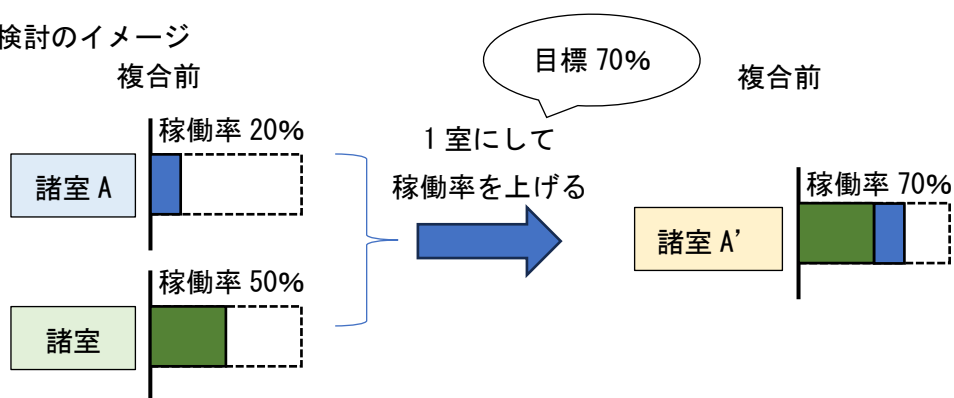 検討のイメージ
複合前
目標 70%
複合前
稼働率 20%
諸室 A
1 室にして
稼働率を上げる
稼働率 70%
諸室 A’
稼働率 50%
諸室